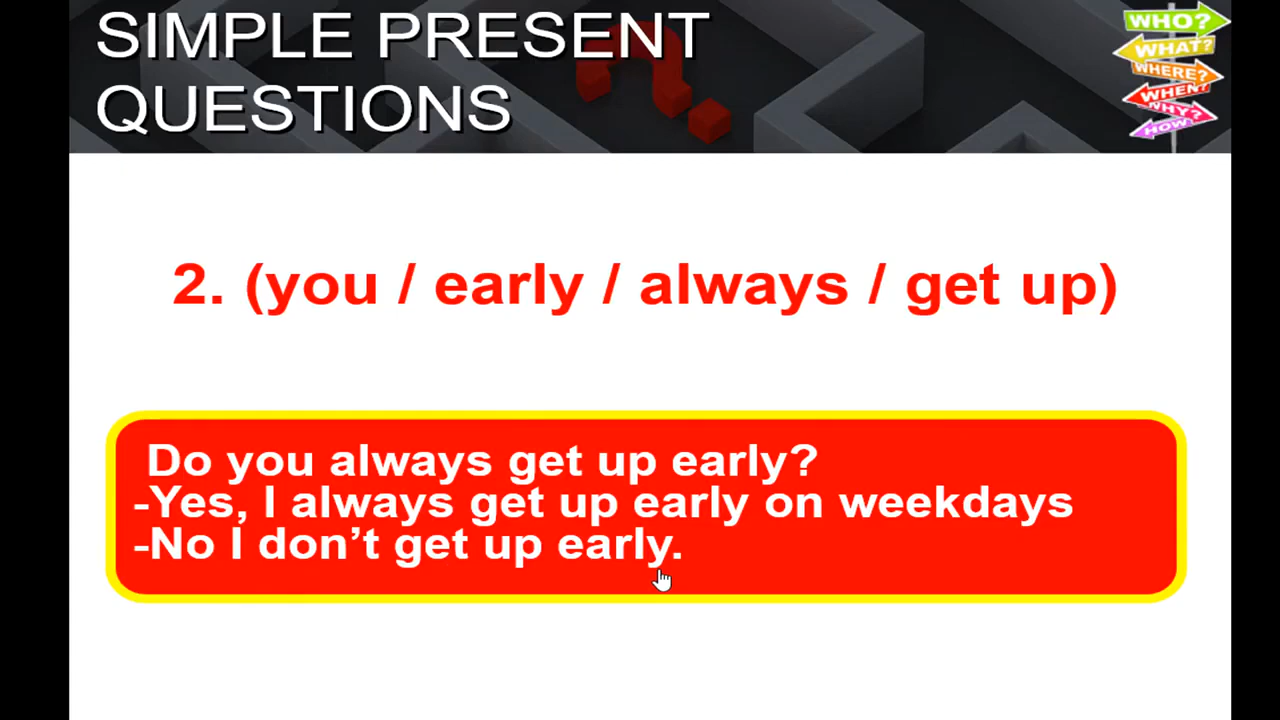 SIMPLE PRESENT
QUESTIONS
WHO?
WHAT?
WHERE?
WHEN?
WHY?
HOW
2. (you / early / always / get up)
Do you always get up early?
-Yes, I always get up early on weekdays
-No I don’t get up early.